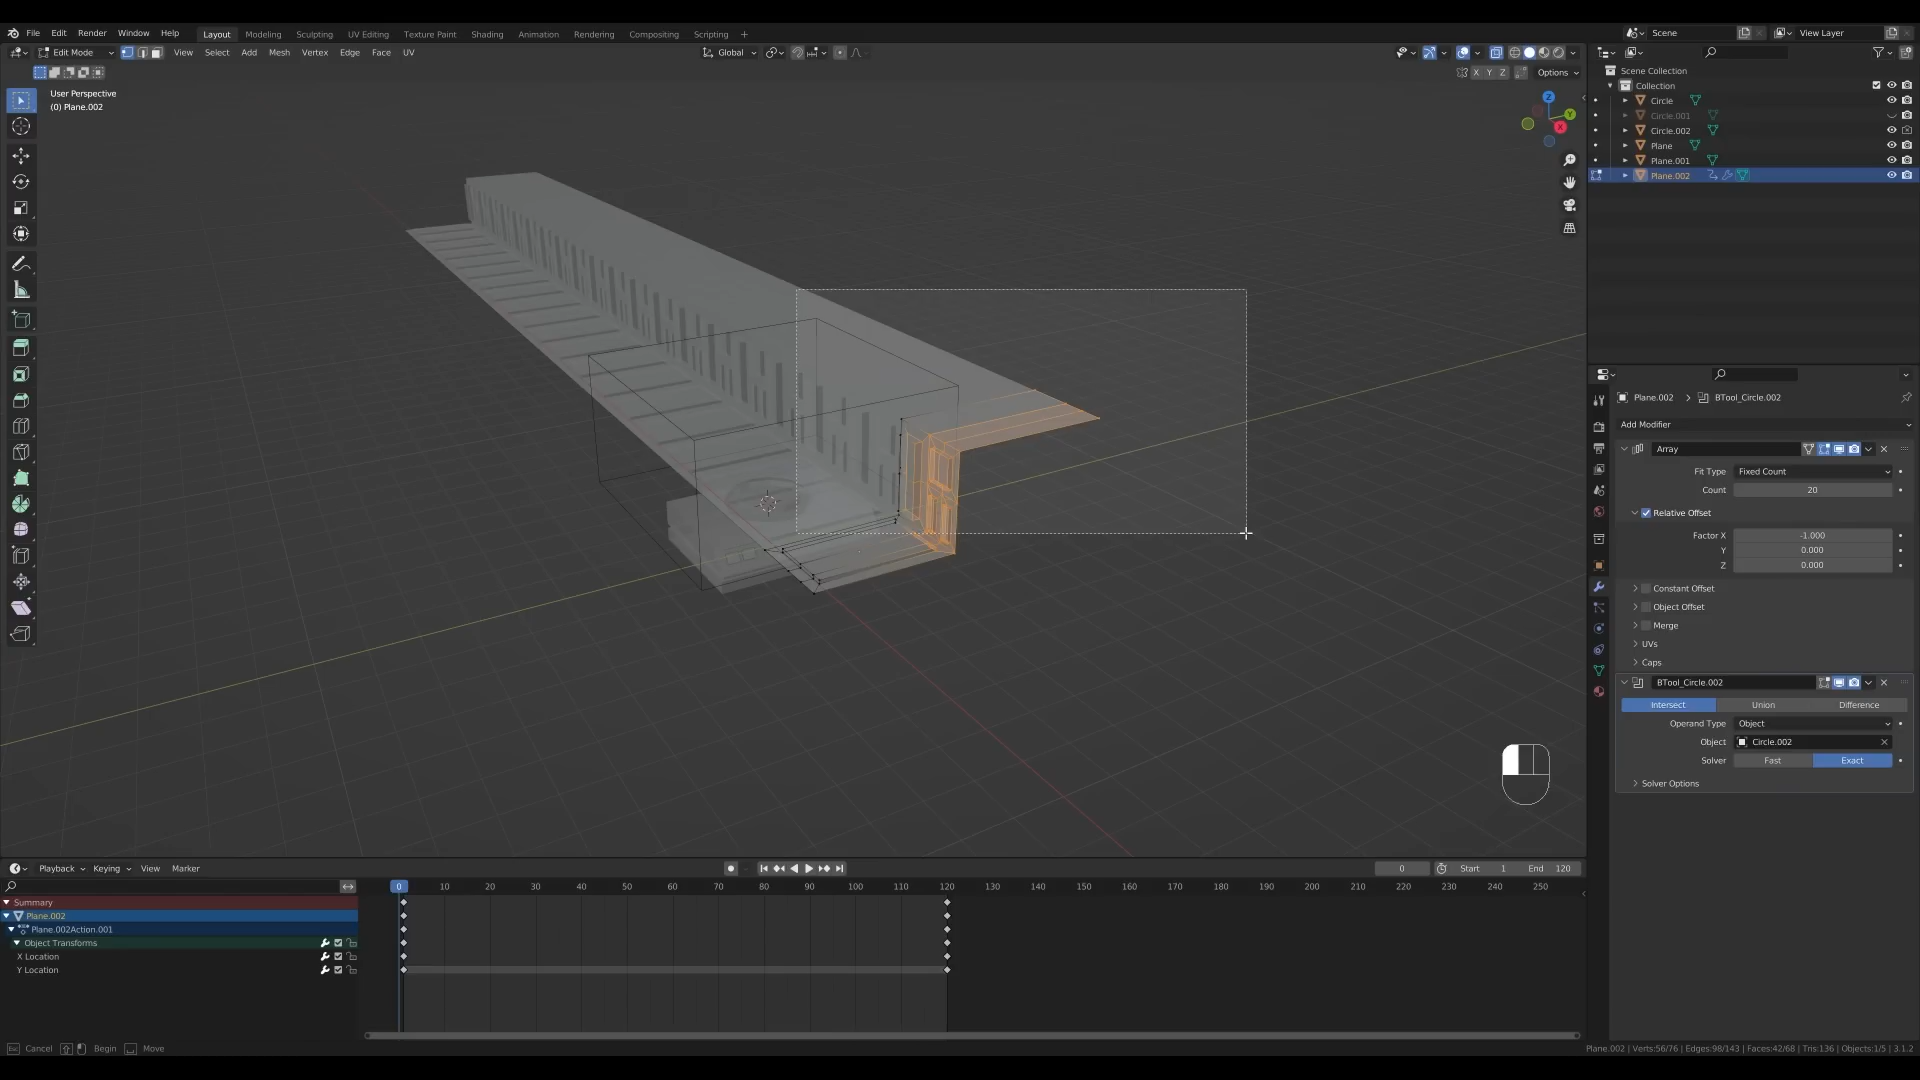 File Edit Render Window Help Layout Modeling Sculpting UV Editing Texture Paint Shading Animation Rendering Compositing Scripting + Scene View Layer
Edit Mode View Select Add Mesh Vertex Edge Face UV Global
X Y Z Options
User Perspective
(0) Plane.002
Z
Y
X
Scene Collection
Collection
Circle
Circle.001
Circle.002
Plane
Plane.001
Plane.002
Plane.002 > BTool_Circle.002
Add Modifier
Array
Fit Type Fixed Count
Count 20
Relative Offset
Factor X -1.000
Y 0.000
Z 0.000
Constant Offset
Object Offset
Merge
UVs
Caps
BTool_Circle.002
Intersect Union Difference
Operand Type Object
Object Circle.002
Solver Fast Exact
Solver Options
Playback Keying View Marker 0 Start 1 End 120
0 10 20 30 40 50 60 70 80 90 100 110 120 130 140 150 160 170 180 190 200 210 220 230 240 250
Summary
Plane.002
Plane.002Action.001
Object Transforms
X Location
Y Location
Esc Cancel Begin Move Plane.002 | Verts:56/76 | Edges:98/143 | Faces:42/68 | Tris:136 | Objects:1/5 | 3.1.2